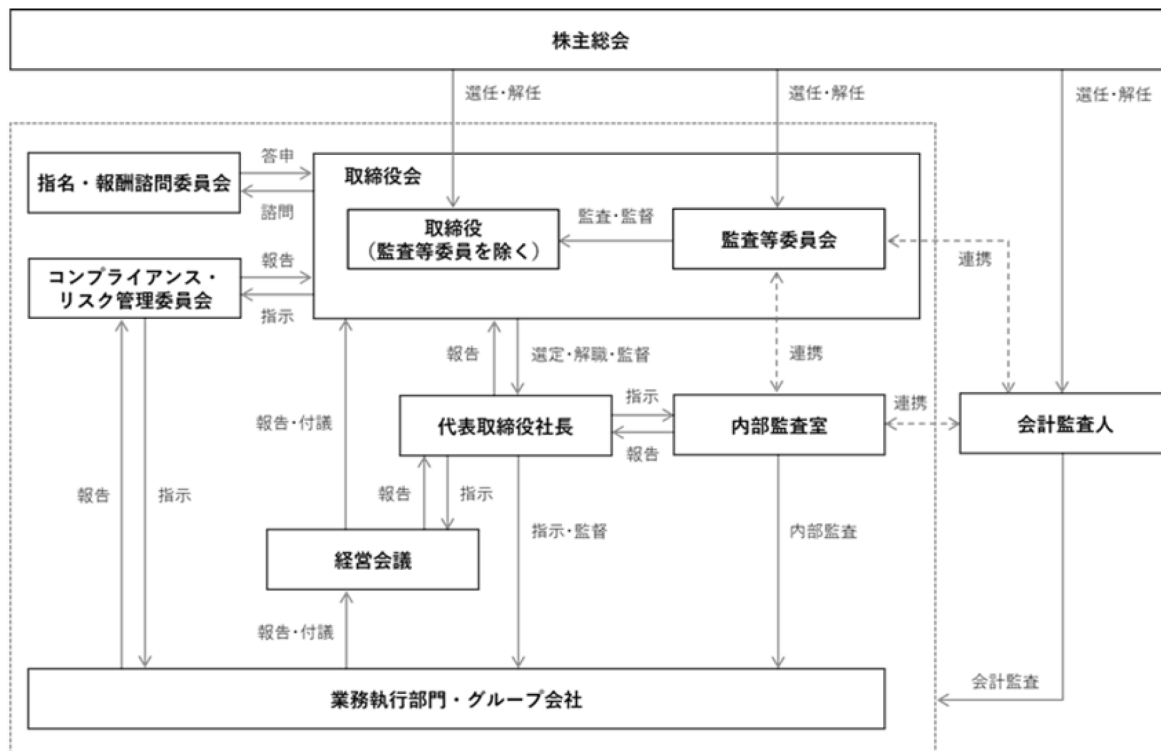 株主総会
選任・解任
選任・解任
選任・解任
答申
指名・報酬諮問委員会
諮問
取締役会
取締役
（監査等委員を除く）
監査・監督
監査等委員会
連携
報告
コンプライアンス・
リスク管理委員会
指示
報告
選定・解職・監督
連携
報告・付議
代表取締役社長
指示
報告
内部監査室
連携
会計監査人
報告
指示
報告
指示
指示・監督
内部監査
経営会議
報告・付議
業務執行部門・グループ会社
会計監査